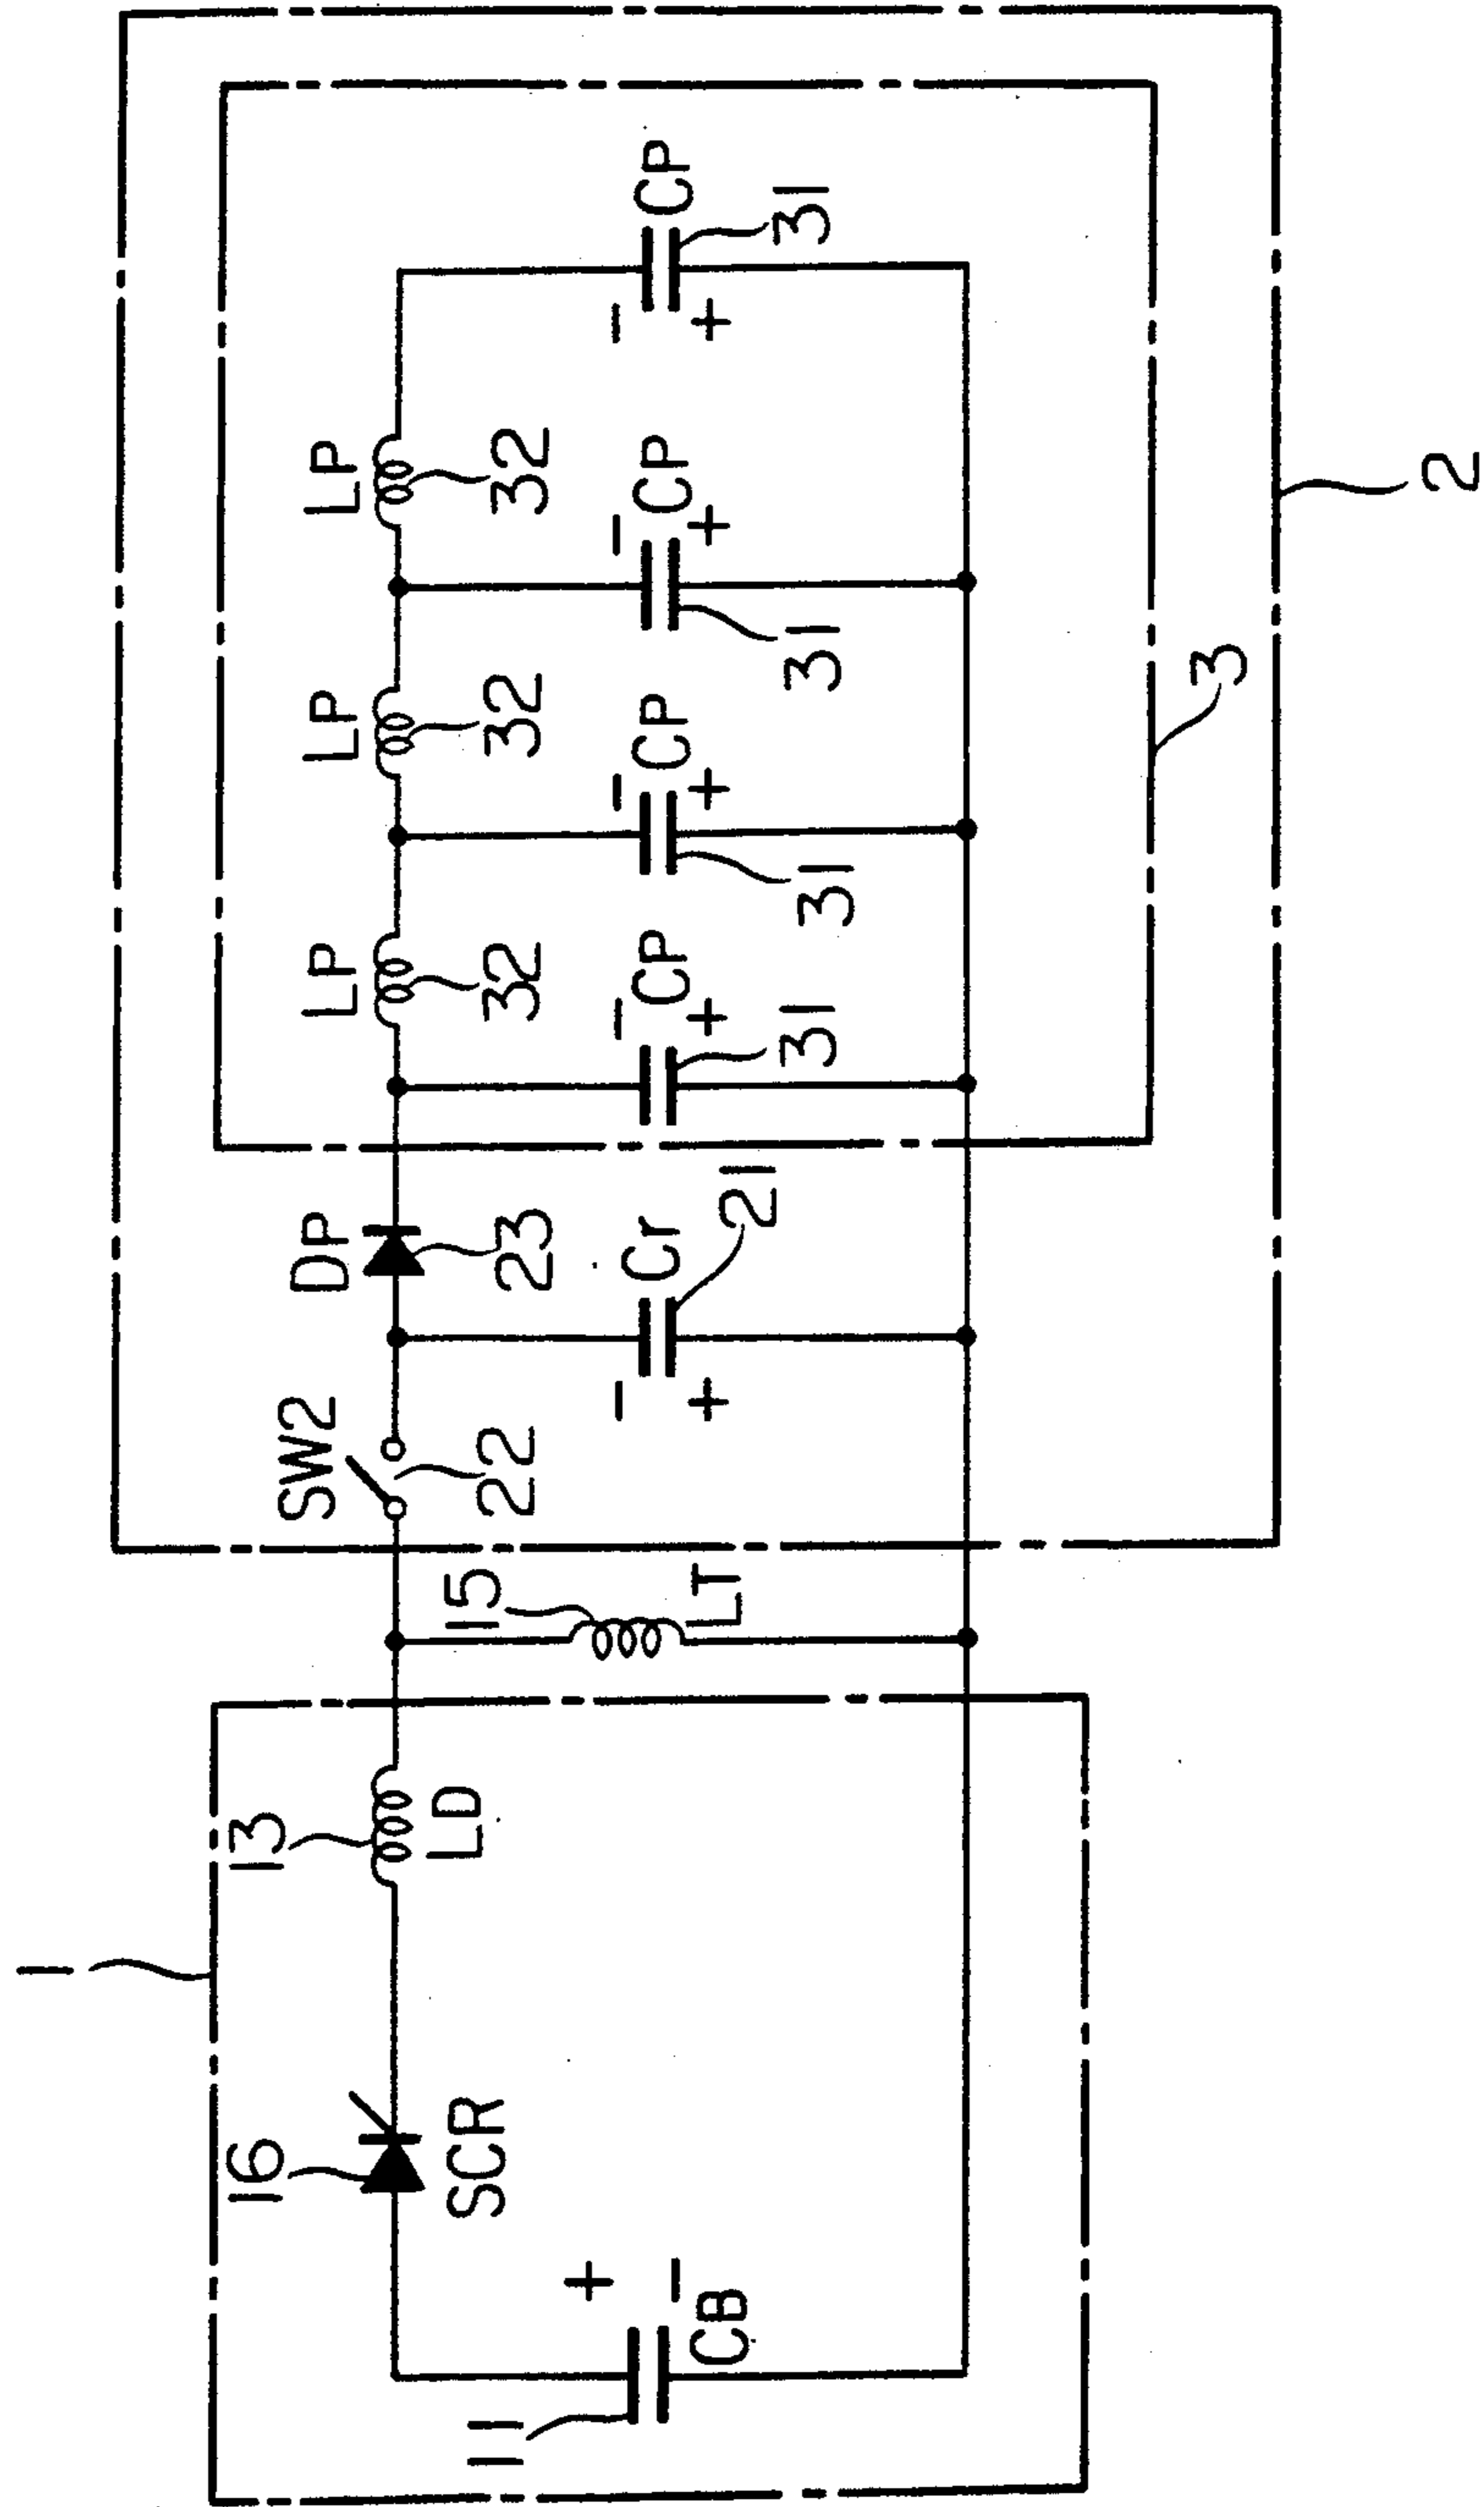 1
16
13
SW2
DP
LP
LP
LP
SCR
LD
15
11
22
23
32
32
32
+
−
−
−
−
−
Cr
CP
CP
CP
CP
CB
−
LT
+
+
+
+
+
21
31
31
31
31
3
2